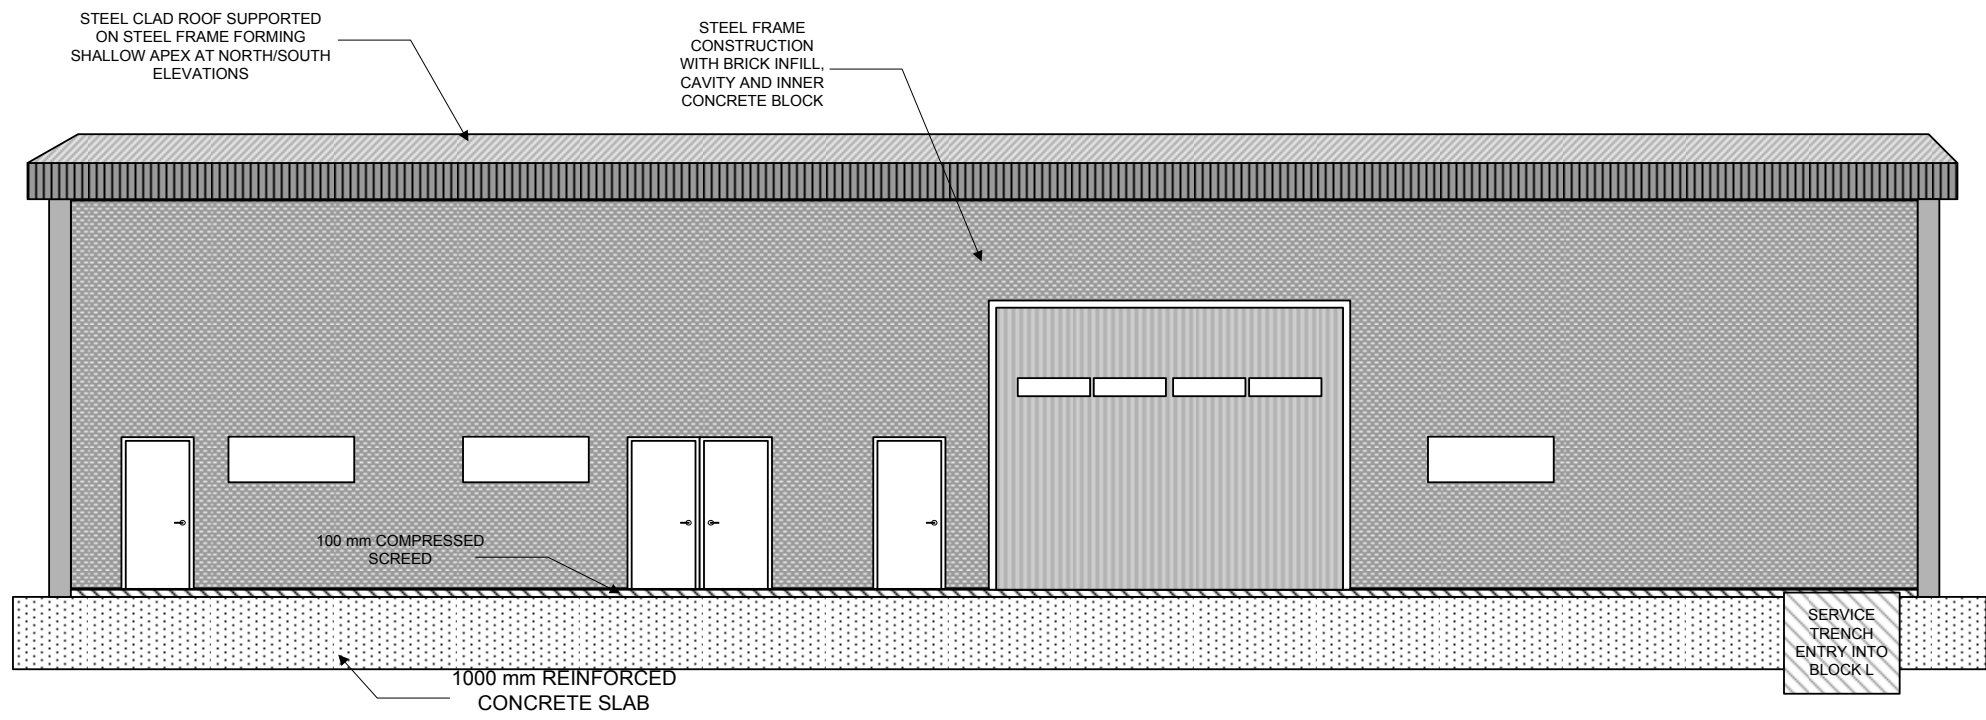 STEEL CLAD ROOF SUPPORTED
ON STEEL FRAME FORMING
SHALLOW APEX AT NORTH/SOUTH
ELEVATIONS
STEEL FRAME
CONSTRUCTION
WITH BRICK INFILL,
CAVITY AND INNER
CONCRETE BLOCK
100 mm COMPRESSED
SCREED
SERVICE
TRENCH
ENTRY INTO
BLOCK L
1000 mm REINFORCED
CONCRETE SLAB